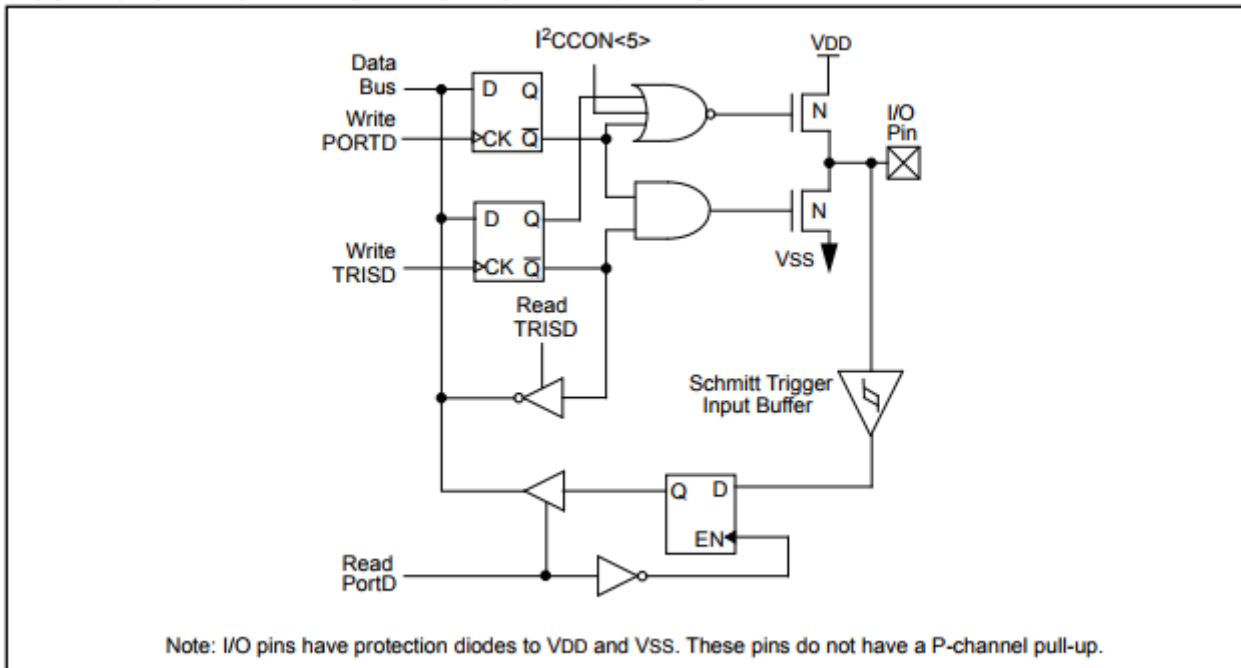 I²CCON<5>
VDD
Data
Bus
D Q
Write
PORTD
CK Q̅
N
I/O
Pin
D Q
Write
TRISD
CK Q̅
N
VSS
Read
TRISD
Schmitt Trigger
Input Buffer
Q D
EN
Read
PortD
Note: I/O pins have protection diodes to VDD and VSS. These pins do not have a P-channel pull-up.